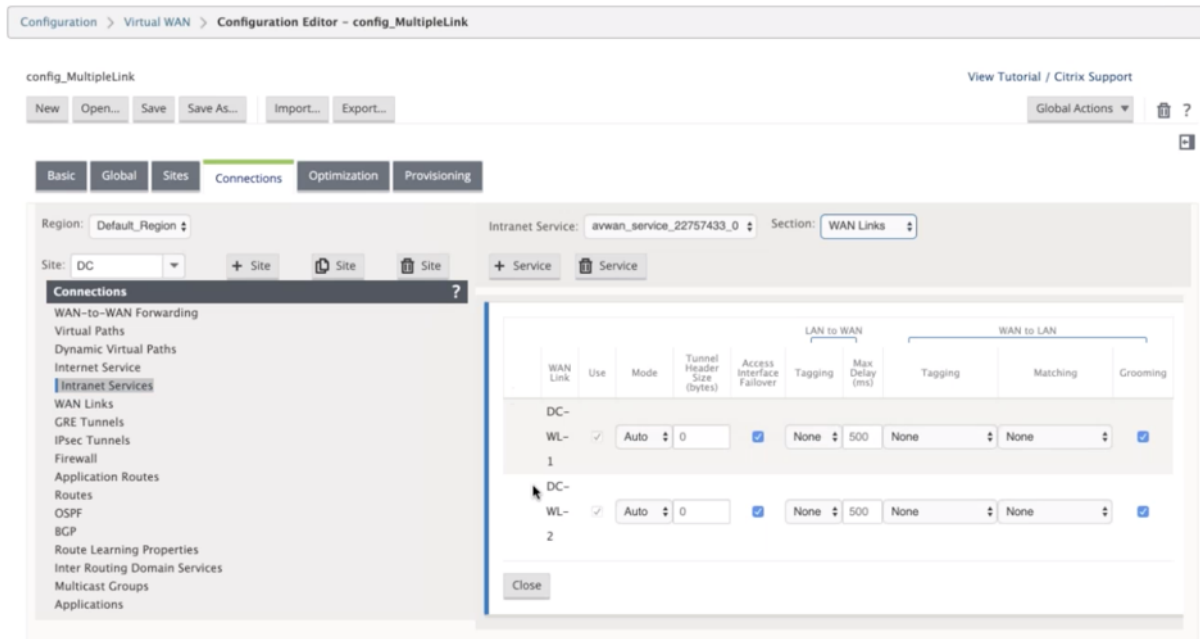 Configuration > Virtual WAN > Configuration Editor - config_MultipleLink
config_MultipleLink
View Tutorial / Citrix Support
New Open... Save Save As... Import... Export... Global Actions ?
Basic Global Sites Connections Optimization Provisioning
Region: Default_Region
Intranet Service: avwan_service_22757433_0 Section: WAN Links
Site: DC + Site Site Site
+ Service Service
Connections ?
WAN-to-WAN Forwarding
Virtual Paths
Dynamic Virtual Paths
Internet Service
Intranet Services
WAN Links
GRE Tunnels
IPsec Tunnels
Firewall
Application Routes
Routes
OSPF
BGP
Route Learning Properties
Inter Routing Domain Services
Multicast Groups
Applications
LAN to WAN WAN to LAN
WAN Link Use Mode Tunnel Header Size (bytes) Access Interface Failover Tagging Max Delay (ms) Tagging Matching Grooming
DC-
WL- Auto 0 None 500 None None
1
DC-
WL- Auto 0 None 500 None None
2
Close